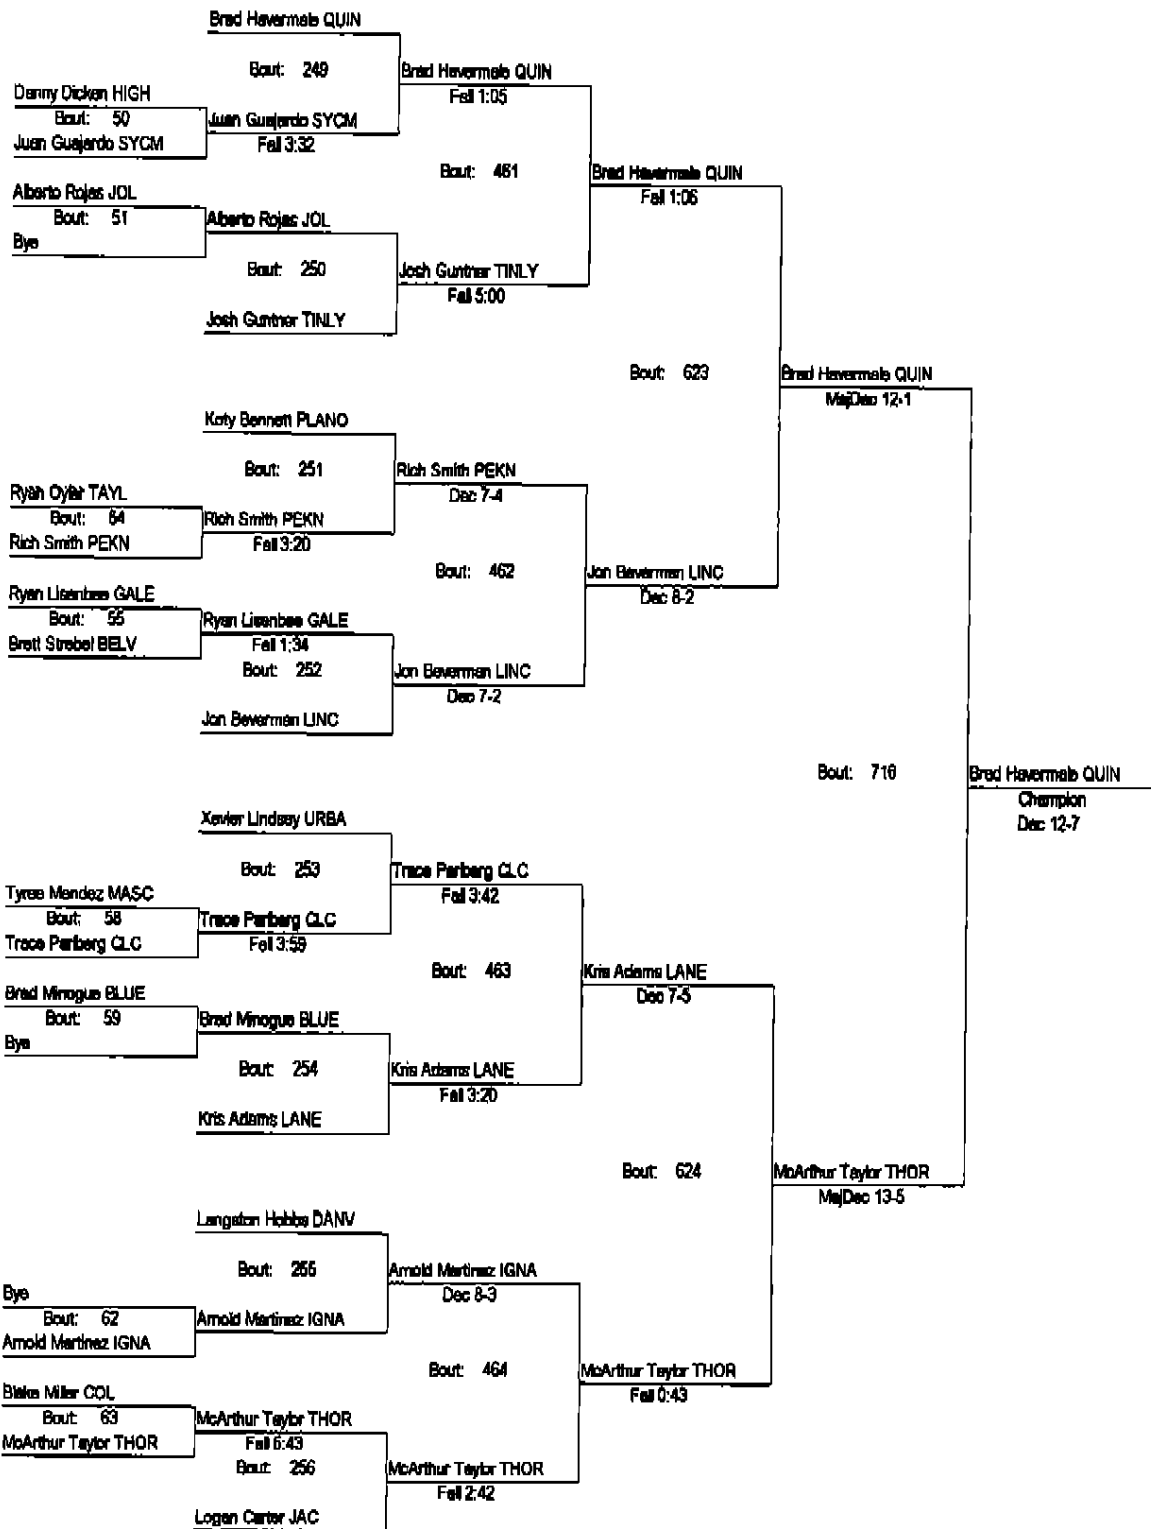 Brad Havermale QUIN
Bout: 249
Brad Havermale QUIN
Fall 1:05
Danny Dicken HIGH
Bout: 50
Juan Guajardo SYCM
Juan Guajardo SYCM
Fall 3:32
Bout: 461
Brad Havermale QUIN
Fall 1:06
Alberto Rojas JOL
Bout: 51
Bye
Alberto Rojas JOL
Bout: 250
Josh Guntner TINLY
Fall 5:00
Josh Guntner TINLY
Bout: 623
Brad Havermale QUIN
MajDec 12-1
Katy Bennett PLANO
Bout: 251
Rich Smith PEKN
Dec 7-4
Ryan Oyler TAYL
Bout: 54
Rich Smith PEKN
Rich Smith PEKN
Fall 3:20
Bout: 462
Jon Beverman LINC
Dec 8-2
Ryan Lisenbee GALE
Bout: 55
Brett Strebel BELV
Ryan Lisenbee GALE
Fall 1:34
Bout: 252
Jon Beverman LINC
Dec 7-2
Jon Beverman LINC
Bout: 716
Brad Havermale QUIN
Champion
Dec 12-7
Xavier Lindsay URBA
Bout: 253
Trace Pariberg CLC
Fall 3:42
Tyree Mendez MASC
Bout: 58
Trace Pariberg CLC
Trace Pariberg CLC
Fall 3:59
Bout: 463
Kris Adams LANE
Dec 7-5
Brad Minogue BLUE
Bout: 59
Bye
Brad Minogue BLUE
Bout: 254
Kris Adams LANE
Fall 3:20
Kris Adams LANE
Bout: 624
McArthur Taylor THOR
MajDec 13-5
Langston Hobbs DANV
Bout: 255
Arnold Martinez IGNA
Dec 8-3
Bye
Bout: 62
Arnold Martinez IGNA
Arnold Martinez IGNA
Bout: 464
McArthur Taylor THOR
Fall 0:43
Blake Miller COL
Bout: 63
McArthur Taylor THOR
McArthur Taylor THOR
Fall 5:43
Bout: 256
McArthur Taylor THOR
Fall 2:42
Logan Carter JAC